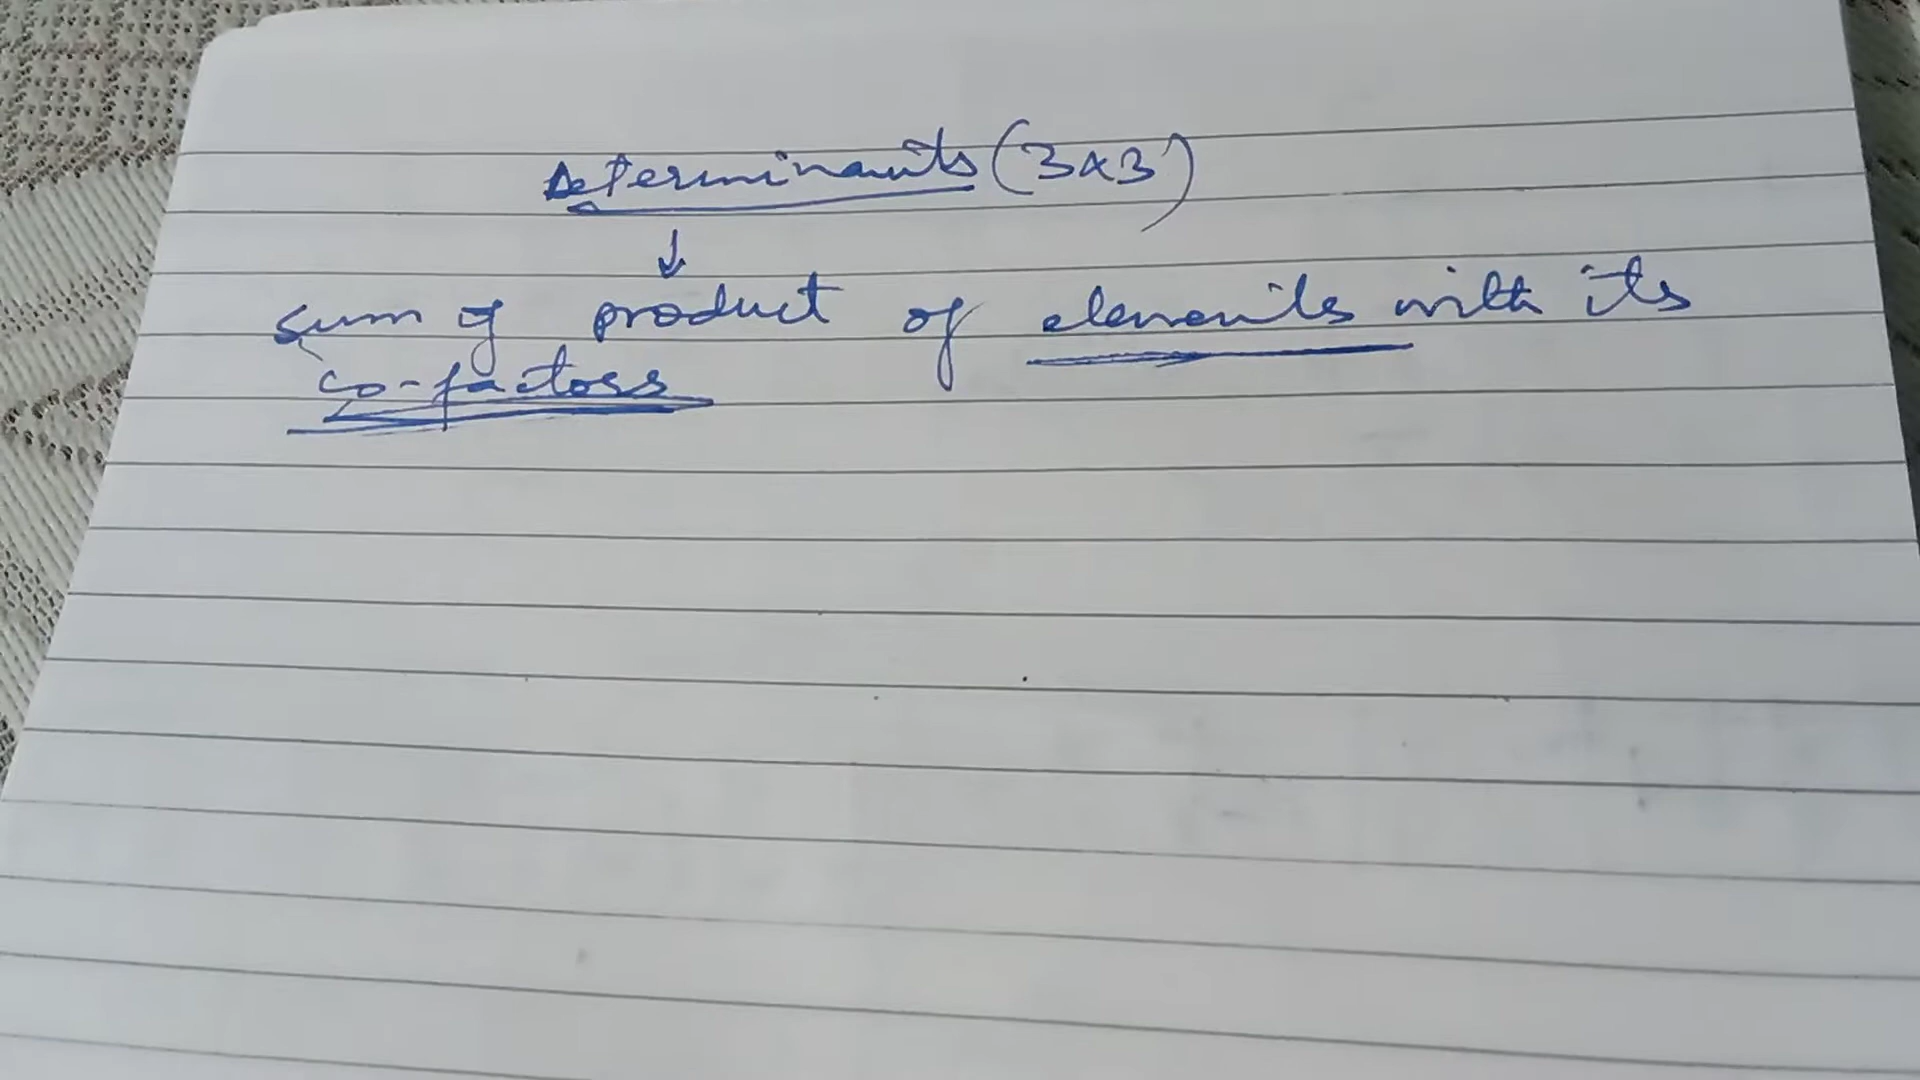 Determinants (3x3)
↓
sum of product of elements with its
co-factors